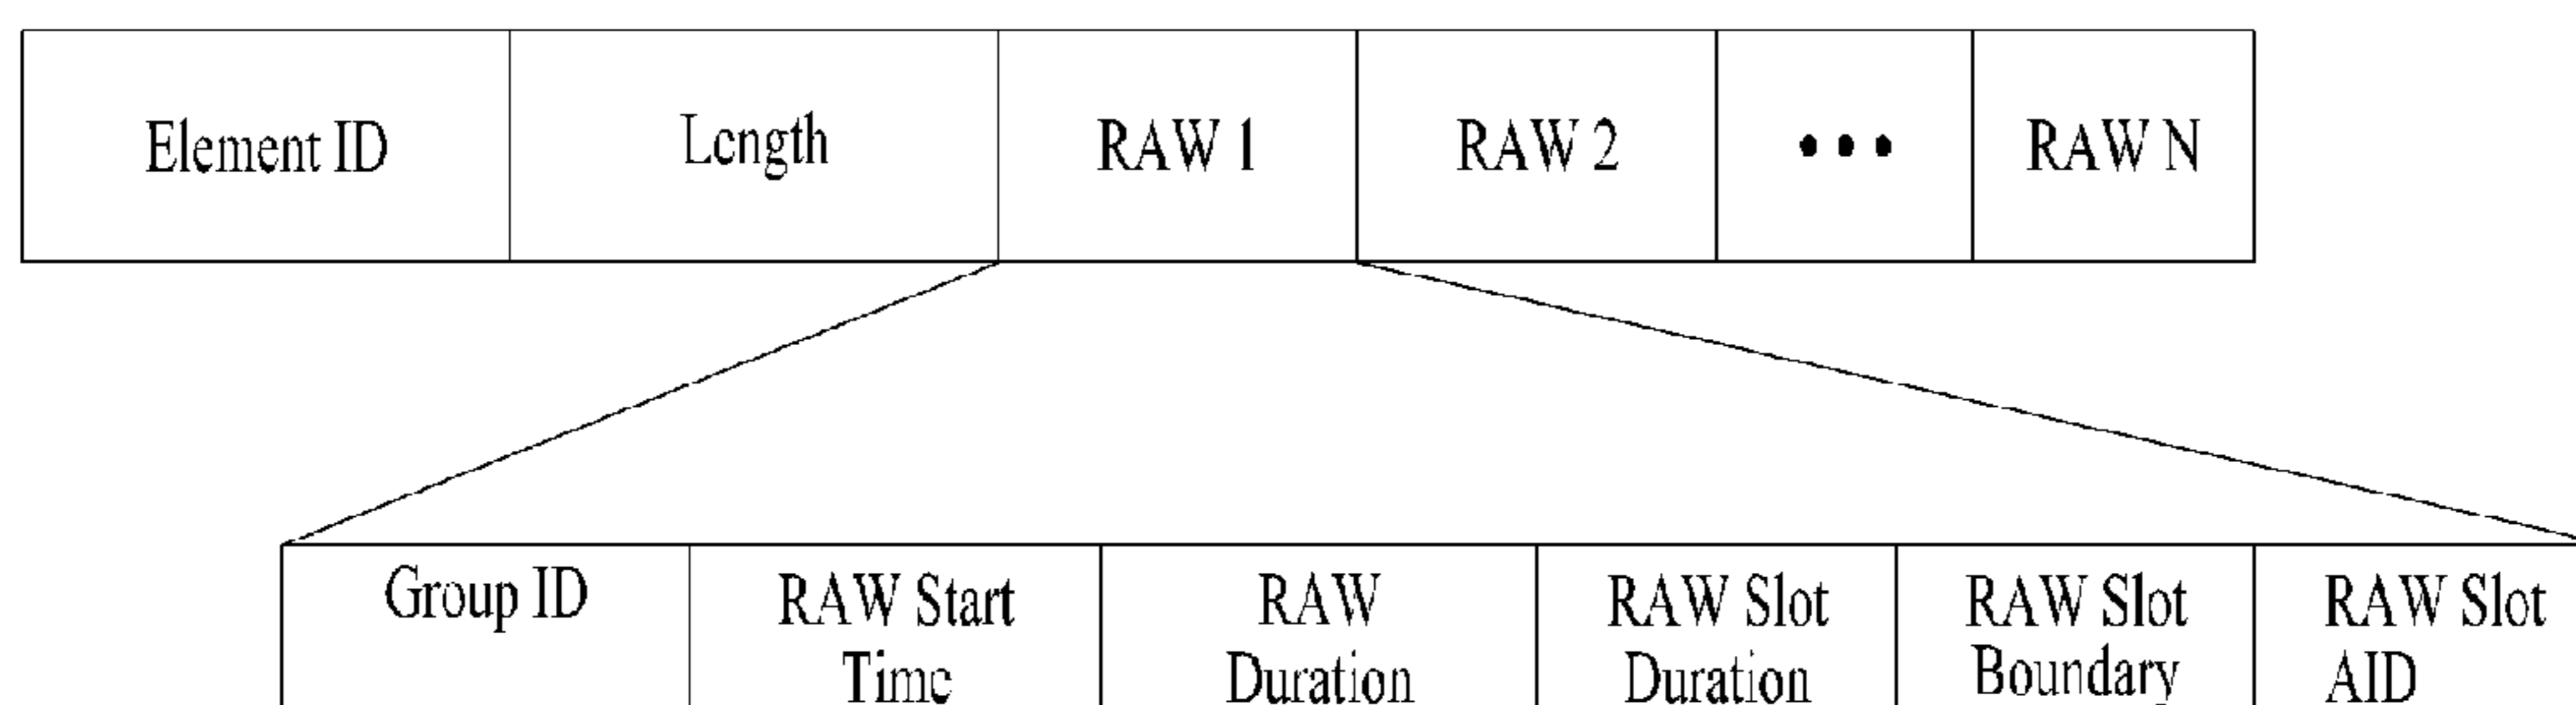 Element ID Length RAW 1 RAW 2 ••• RAW N
Group ID RAW Start RAW RAW Slot RAW Slot RAW Slot
Time Duration Duration Boundary AID